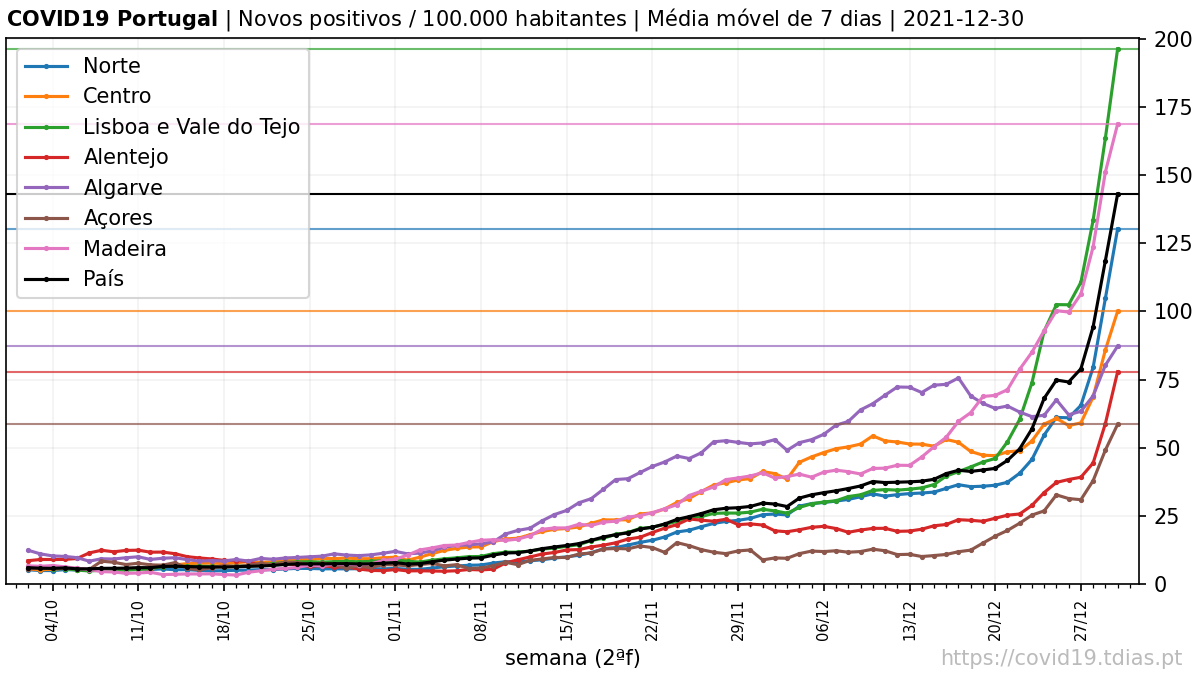 COVID19 Portugal | Novos positivos / 100.000 habitantes | Média móvel de 7 dias | 2021-12-30
Norte
Centro
Lisboa e Vale do Tejo
Alentejo
Algarve
Açores
Madeira
País
200
175
150
125
100
75
50
25
0
04/10
11/10
18/10
25/10
01/11
08/11
15/11
22/11
29/11
06/12
13/12
20/12
27/12
semana (2ªf)
https://covid19.tdias.pt